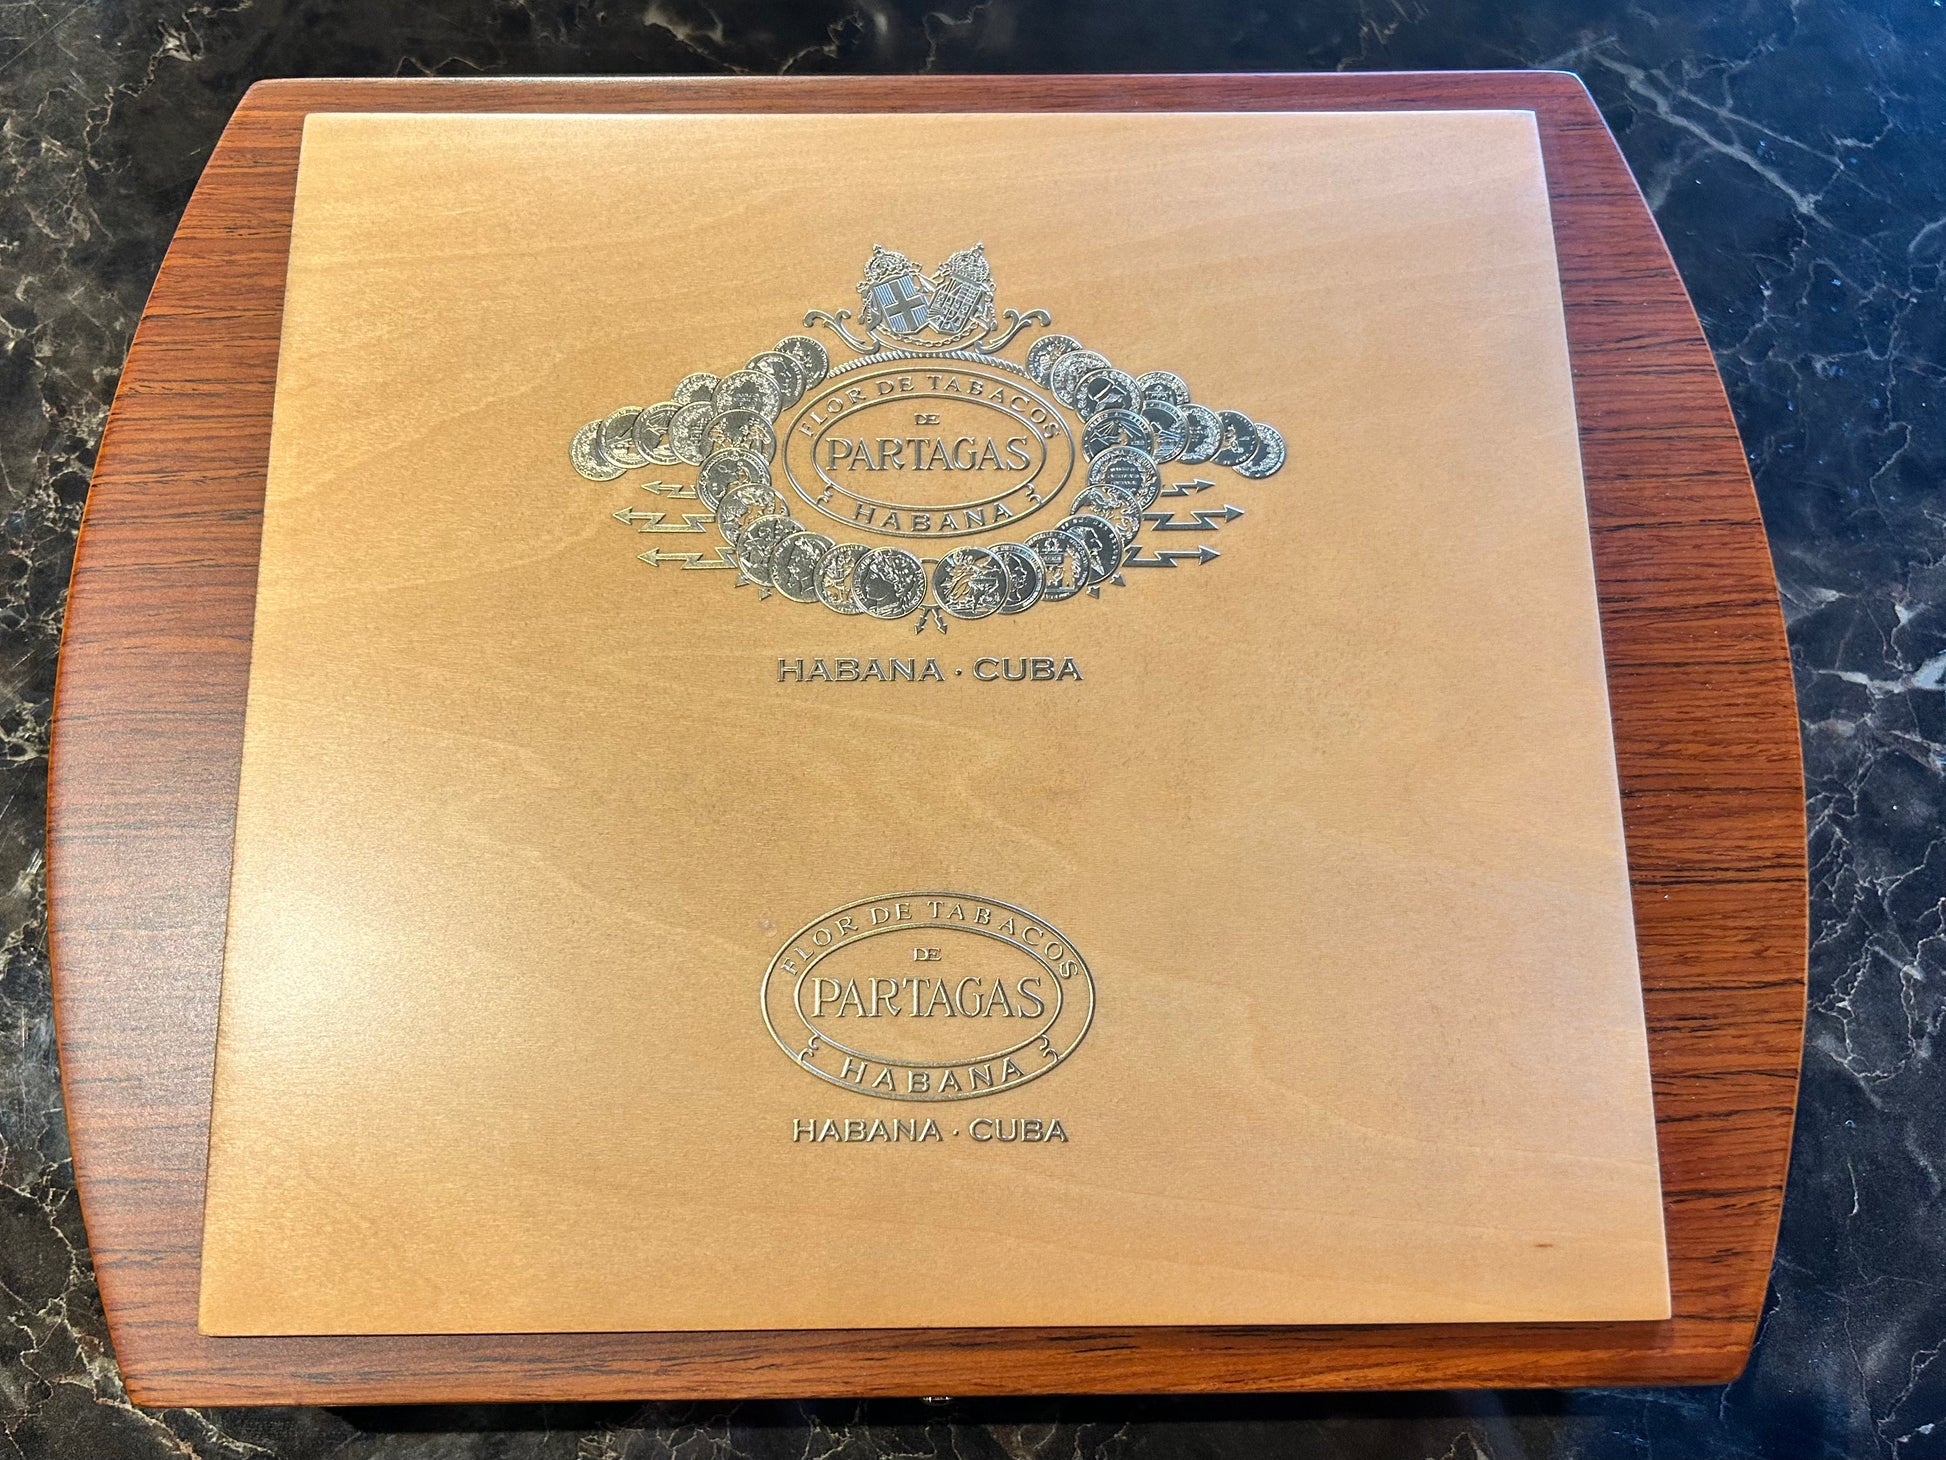 FLOR DE TABACOS
DE
PARTAGAS
HABANA
HABANA · CUBA
FLOR DE TABACOS
DE
PARTAGAS
HABANA
HABANA · CUBA